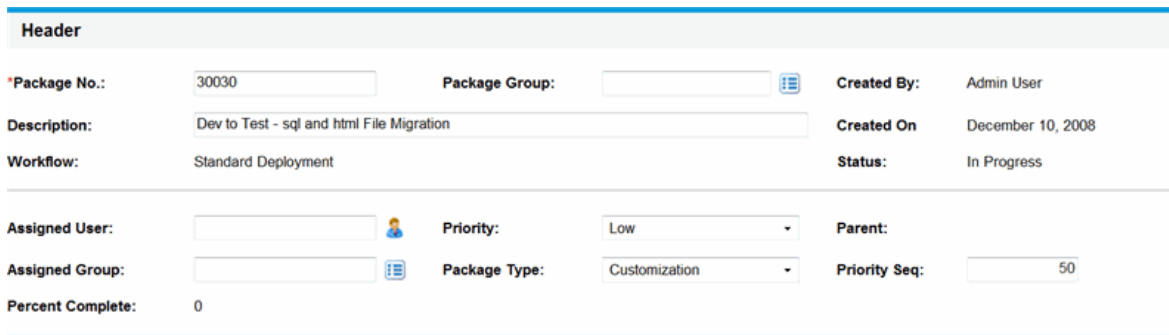 Header
*Package No.: 30030 Package Group: Created By: Admin User
Description: Dev to Test - sql and html File Migration Created On December 10, 2008
Workflow: Standard Deployment Status: In Progress
Assigned User: Priority: Low Parent:
Assigned Group: Package Type: Customization Priority Seq: 50
Percent Complete: 0